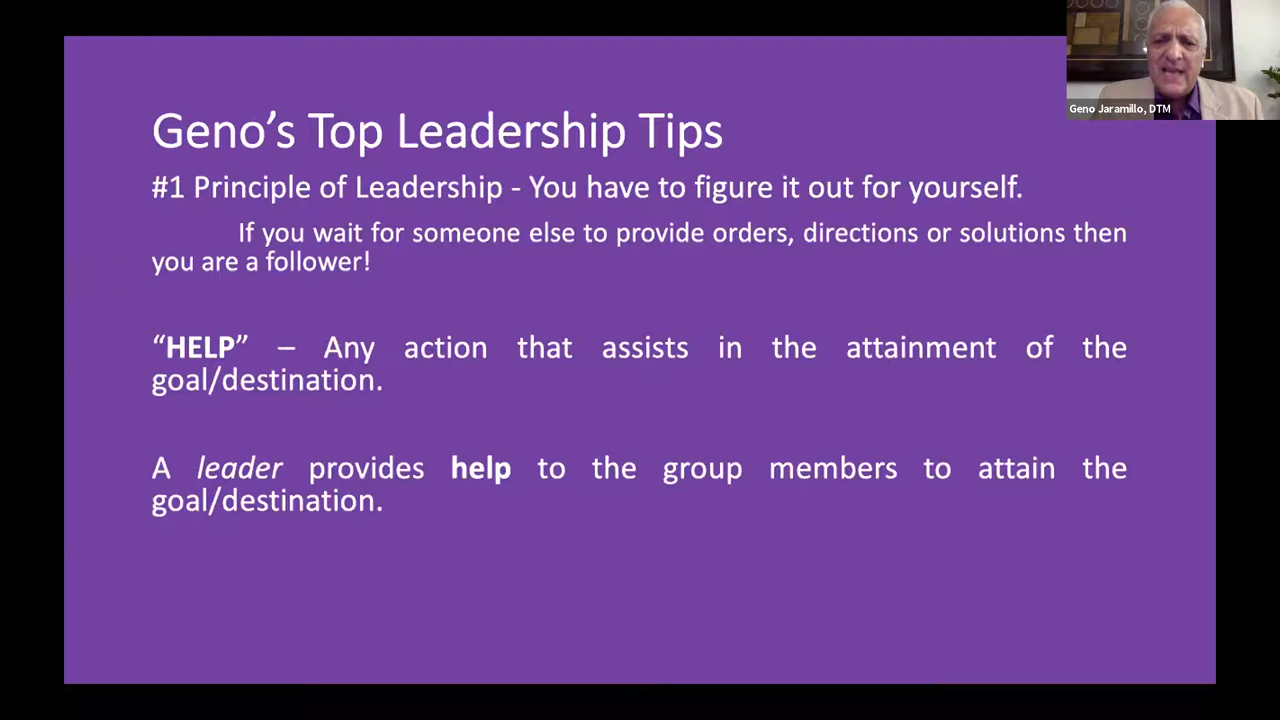 Geno Jaramillo, DTM
Geno’s Top Leadership Tips
#1 Principle of Leadership - You have to figure it out for yourself.
If you wait for someone else to provide orders, directions or solutions then
you are a follower!
“HELP” – Any action that assists in the attainment of the
goal/destination.
A leader provides help to the group members to attain the
goal/destination.